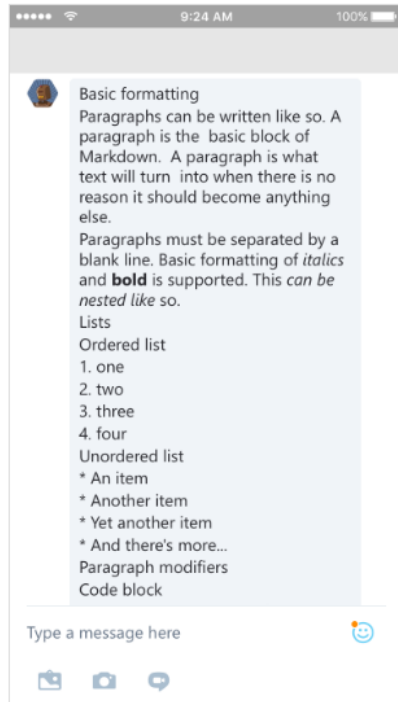 9:24 AM
100%
Basic formatting
Paragraphs can be written like so. A
paragraph is the  basic block of
Markdown.  A paragraph is what
text will turn  into when there is no
reason it should become anything
else.
Paragraphs must be separated by a
blank line. Basic formatting of italics
and bold is supported. This can be
nested like so.
Lists
Ordered list
1. one
2. two
3. three
4. four
Unordered list
* An item
* Another item
* Yet another item
* And there's more...
Paragraph modifiers
Code block
Type a message here